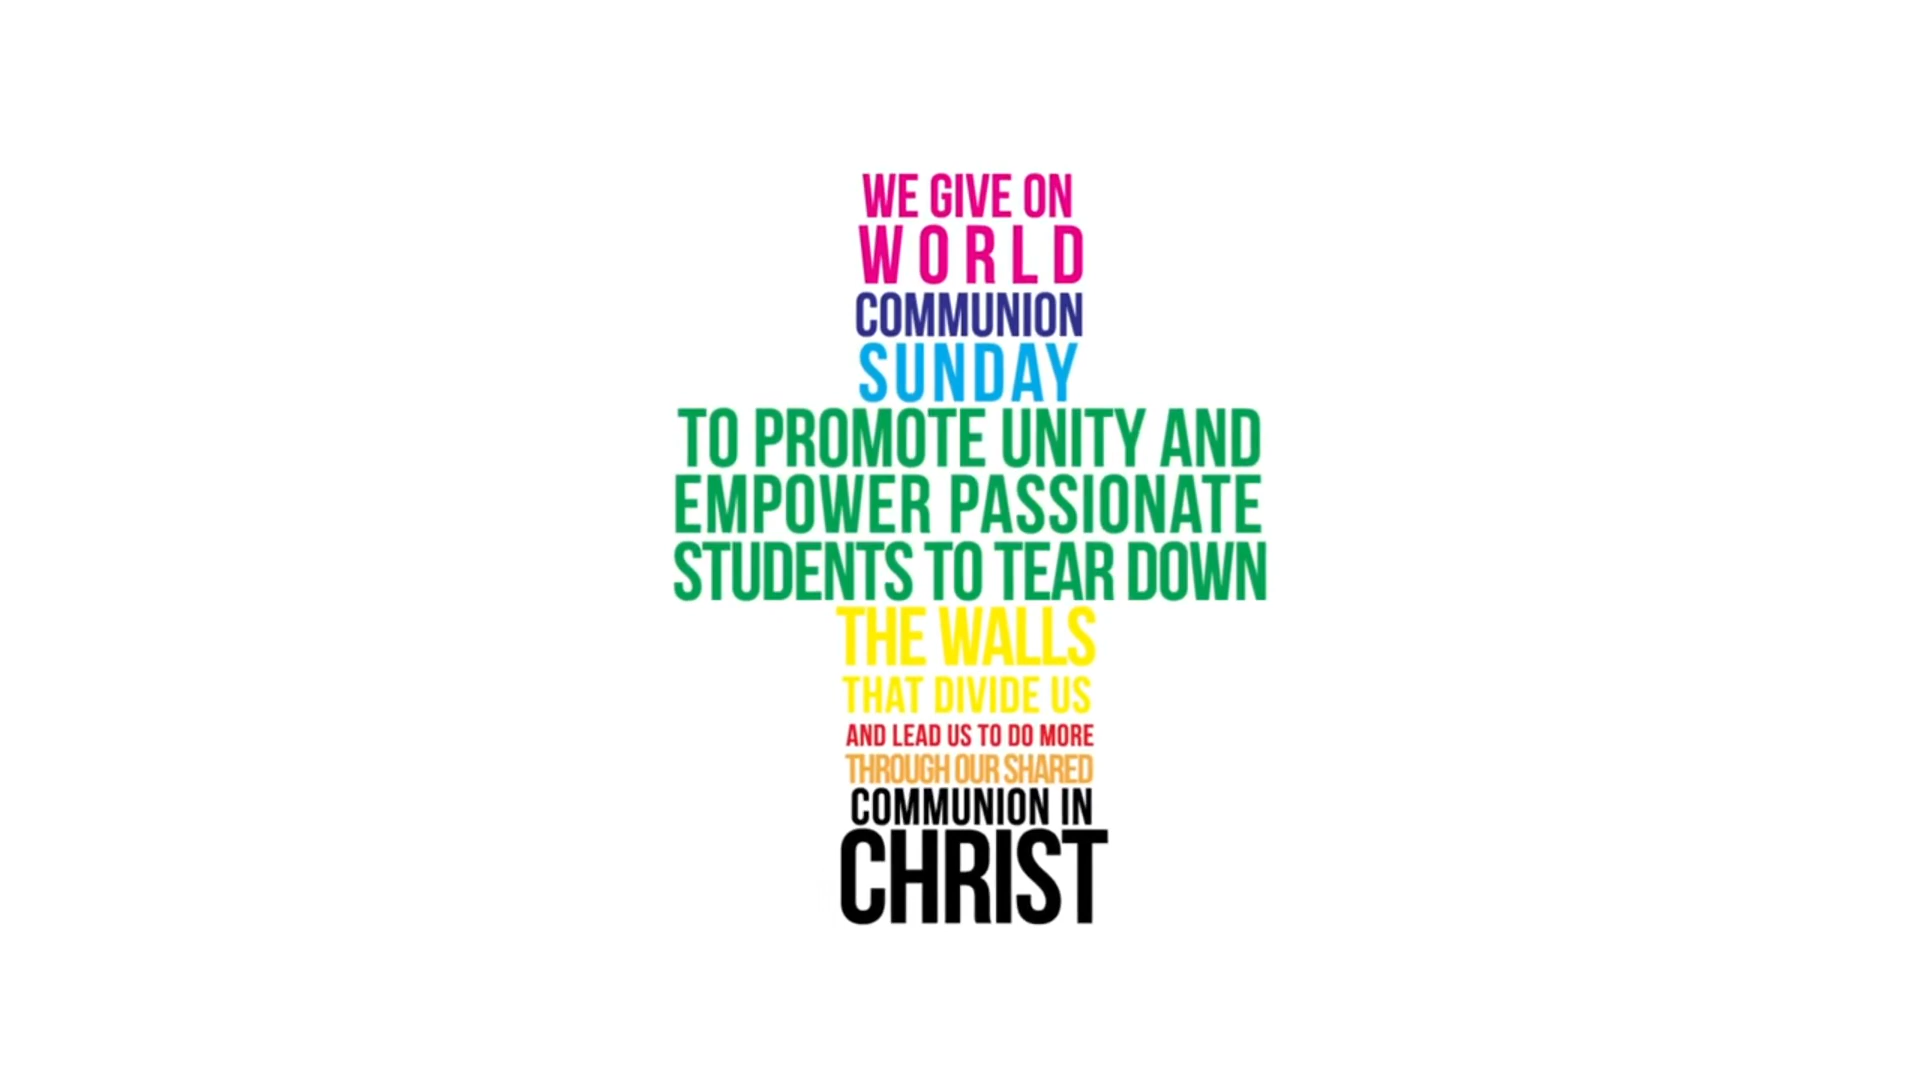 WE GIVE ON
WORLD
COMMUNION
SUNDAY
TO PROMOTE UNITY AND
EMPOWER PASSIONATE
STUDENTS TO TEAR DOWN
THE WALLS
THAT DIVIDE US
AND LEAD US TO DO MORE
THROUGH OUR SHARED
COMMUNION IN
CHRIST